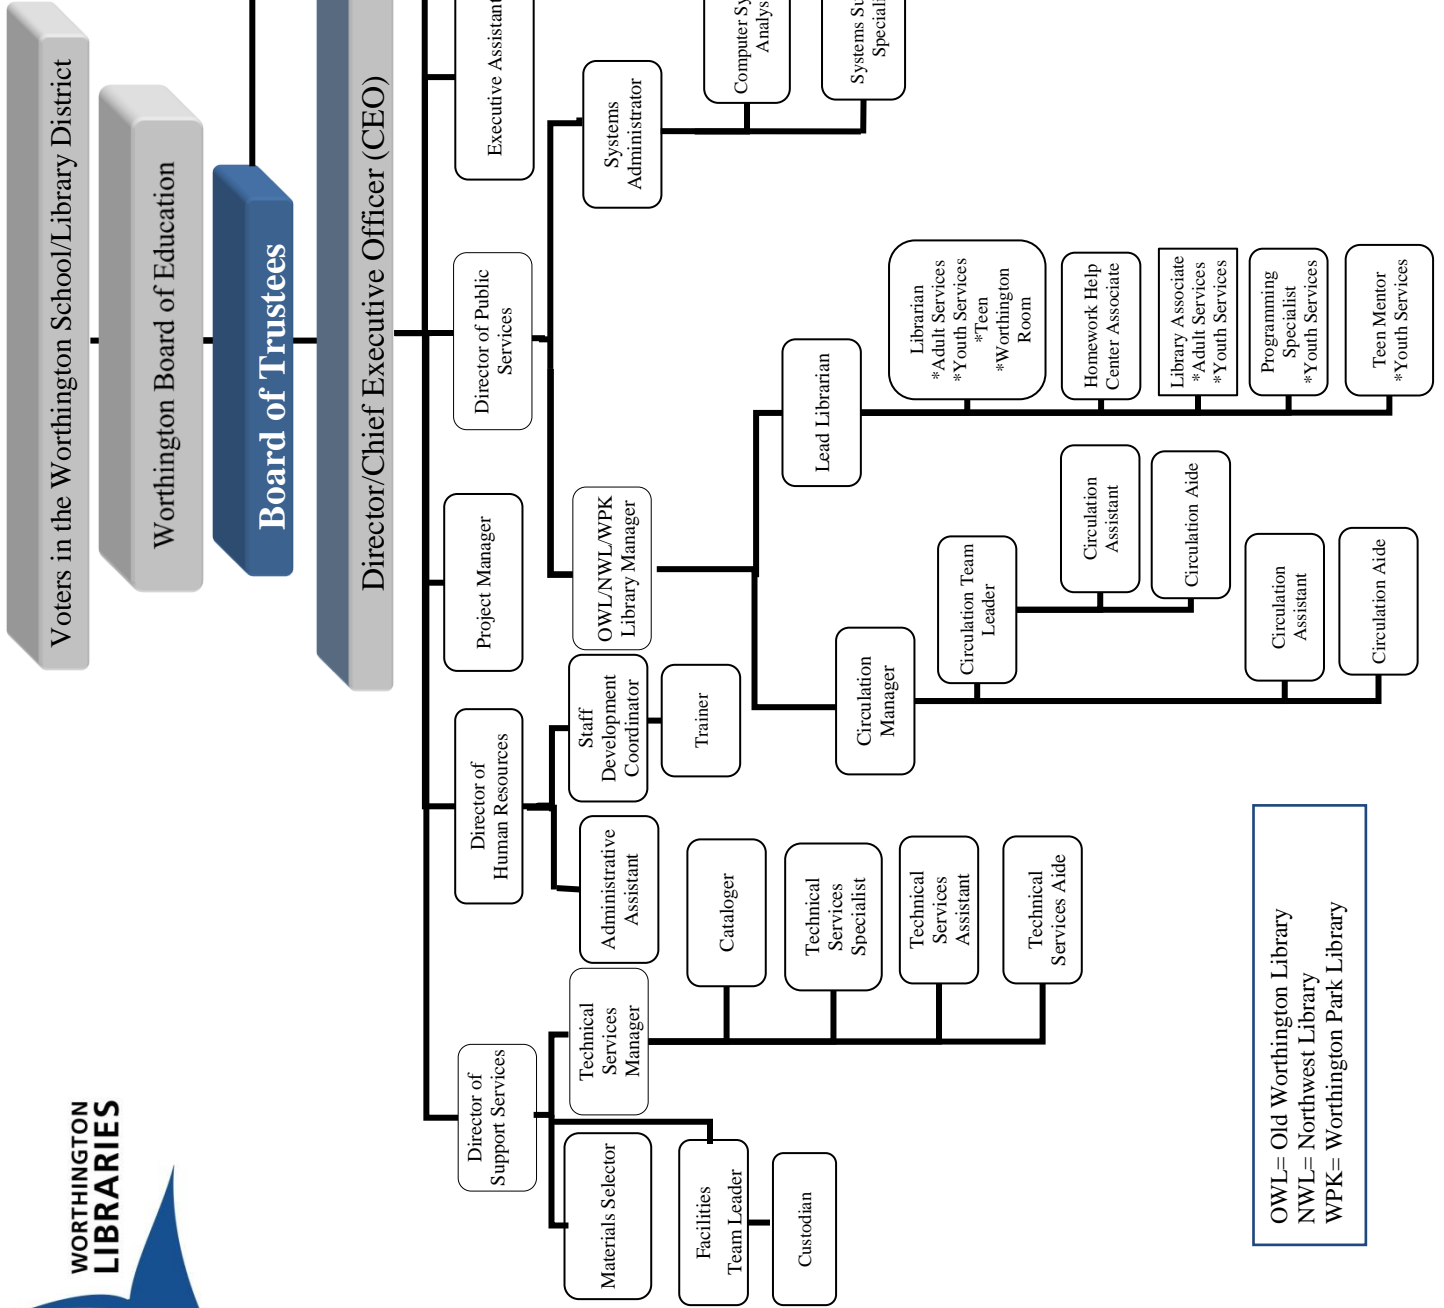 WORTHINGTON
LIBRARIES
Voters in the Worthington School/Library District
Worthington Board of Education
Board of Trustees
Director/Chief Executive Officer (CEO)
Director of
Support Services
Director of
Human Resources
Project Manager
Director of Public
Services
Executive Assistant
Materials Selector
Technical
Services
Manager
Administrative
Assistant
Staff
Development
Coordinator
OWL/NWL/WPK
Library Manager
Systems
Administrator
Facilities
Team Leader
Custodian
Cataloger
Technical
Services
Specialist
Technical
Services
Assistant
Technical
Services Aide
Trainer
Circulation
Manager
Circulation Team
Leader
Circulation
Assistant
Circulation Aide
Circulation
Assistant
Circulation Aide
Lead Librarian
Librarian
*Adult Services
*Youth Services
*Teen
*Worthington
Room
Homework Help
Center Associate
Library Associate
*Adult Services
*Youth Services
Programming
Specialist
*Youth Services
Teen Mentor
*Youth Services
Computer Sy
Analys
Systems Su
Speciali
OWL= Old Worthington Library
NWL= Northwest Library
WPK= Worthington Park Library